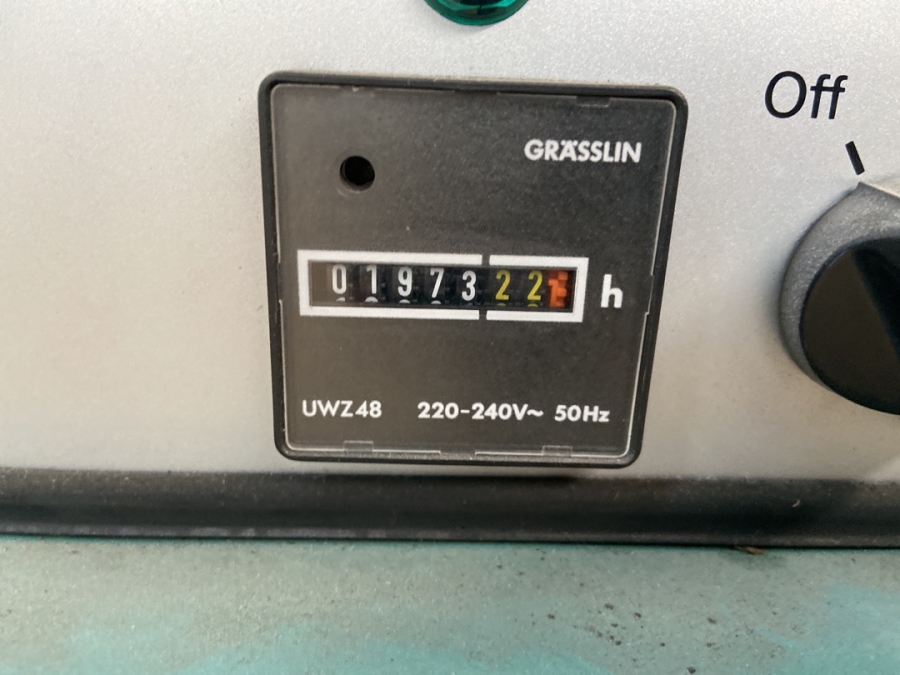 Off
GRÄSSLIN
0197322 h
UWZ48 220-240V~ 50Hz